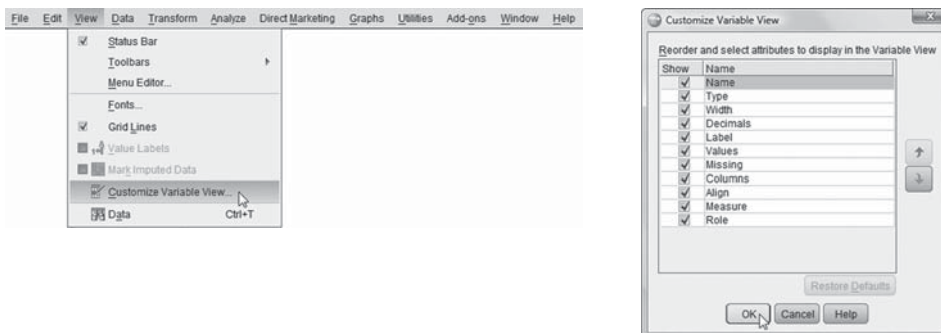 File Edit View Data Transform Analyze Direct Marketing Graphs Utilities Add-ons Window Help
Status Bar
Toolbars
Menu Editor...
Fonts...
Grid Lines
Value Labels
Mark Imputed Data
Customize Variable View...
Data Ctrl+T
Customize Variable View
Reorder and select attributes to display in the Variable View
Show Name
Name
Type
Width
Decimals
Label
Values
Missing
Columns
Align
Measure
Role
Restore Defaults
OK Cancel Help